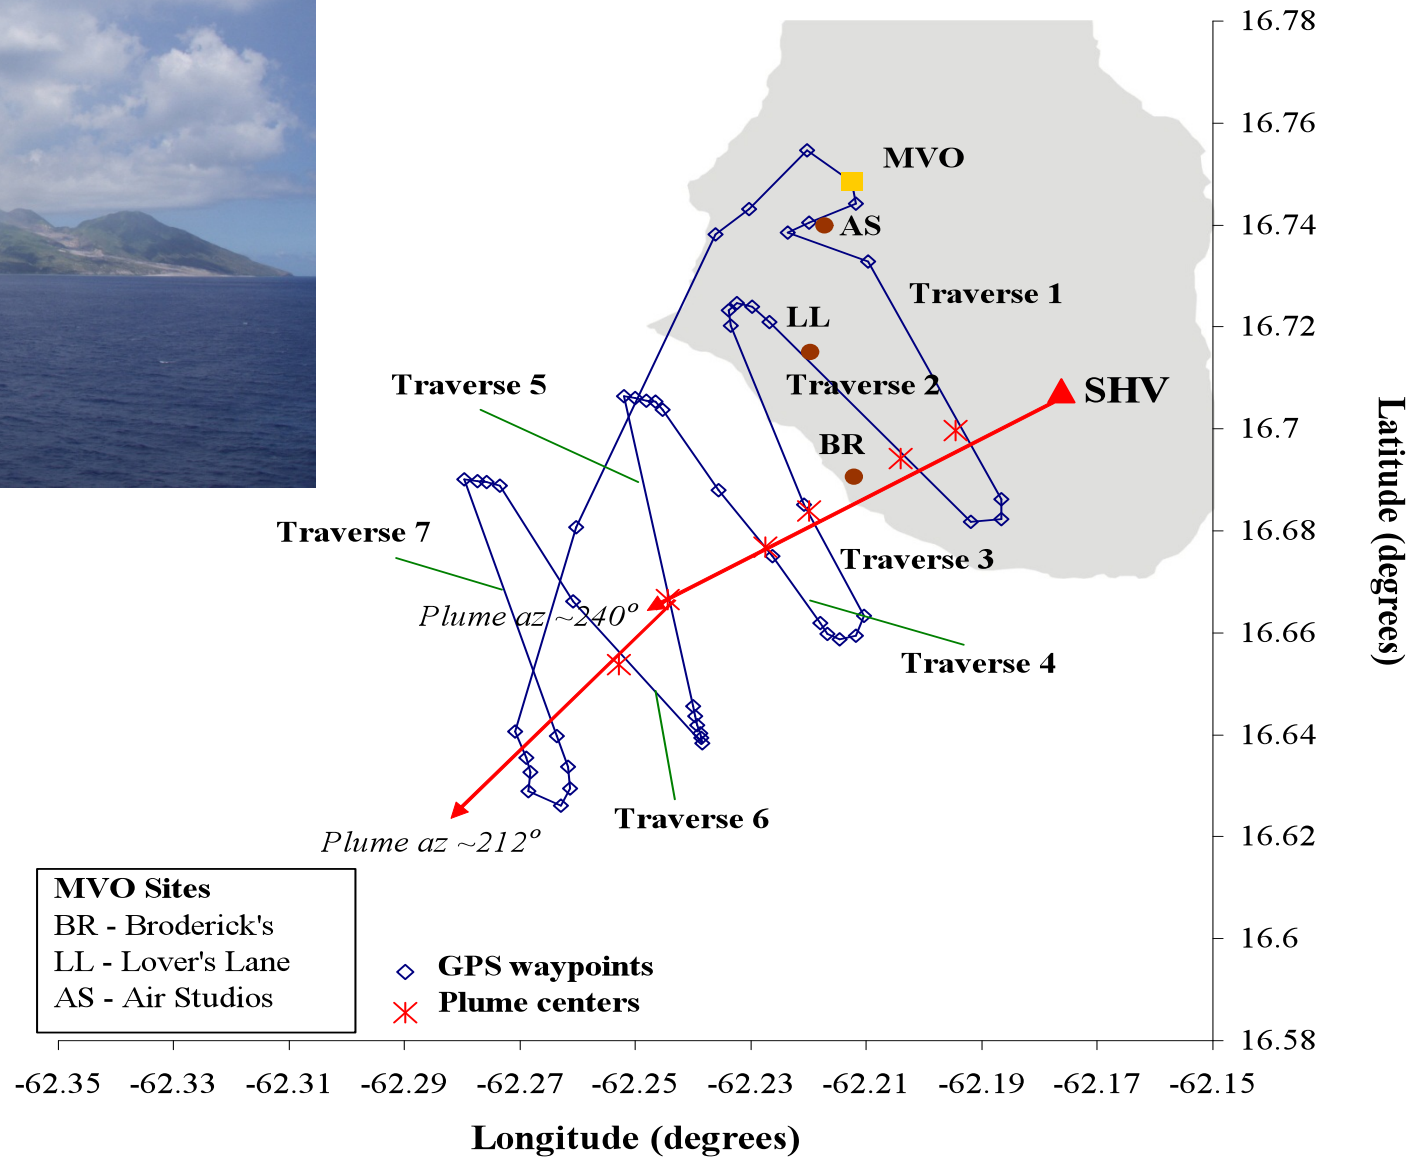 16.78
16.76
MVO
16.74
AS
Traverse 1
16.72
LL
Traverse 5
Traverse 2
SHV
16.7
BR
Latitude (degrees)
16.68
Traverse 7
Traverse 3
Plume az ~240º
16.66
Traverse 4
16.64
Traverse 6
16.62
Plume az ~212º
MVO Sites
BR - Broderick's
LL - Lover's Lane
AS - Air Studios
16.6
GPS waypoints
Plume centers
16.58
-62.35 -62.33 -62.31 -62.29 -62.27 -62.25 -62.23 -62.21 -62.19 -62.17 -62.15
Longitude (degrees)